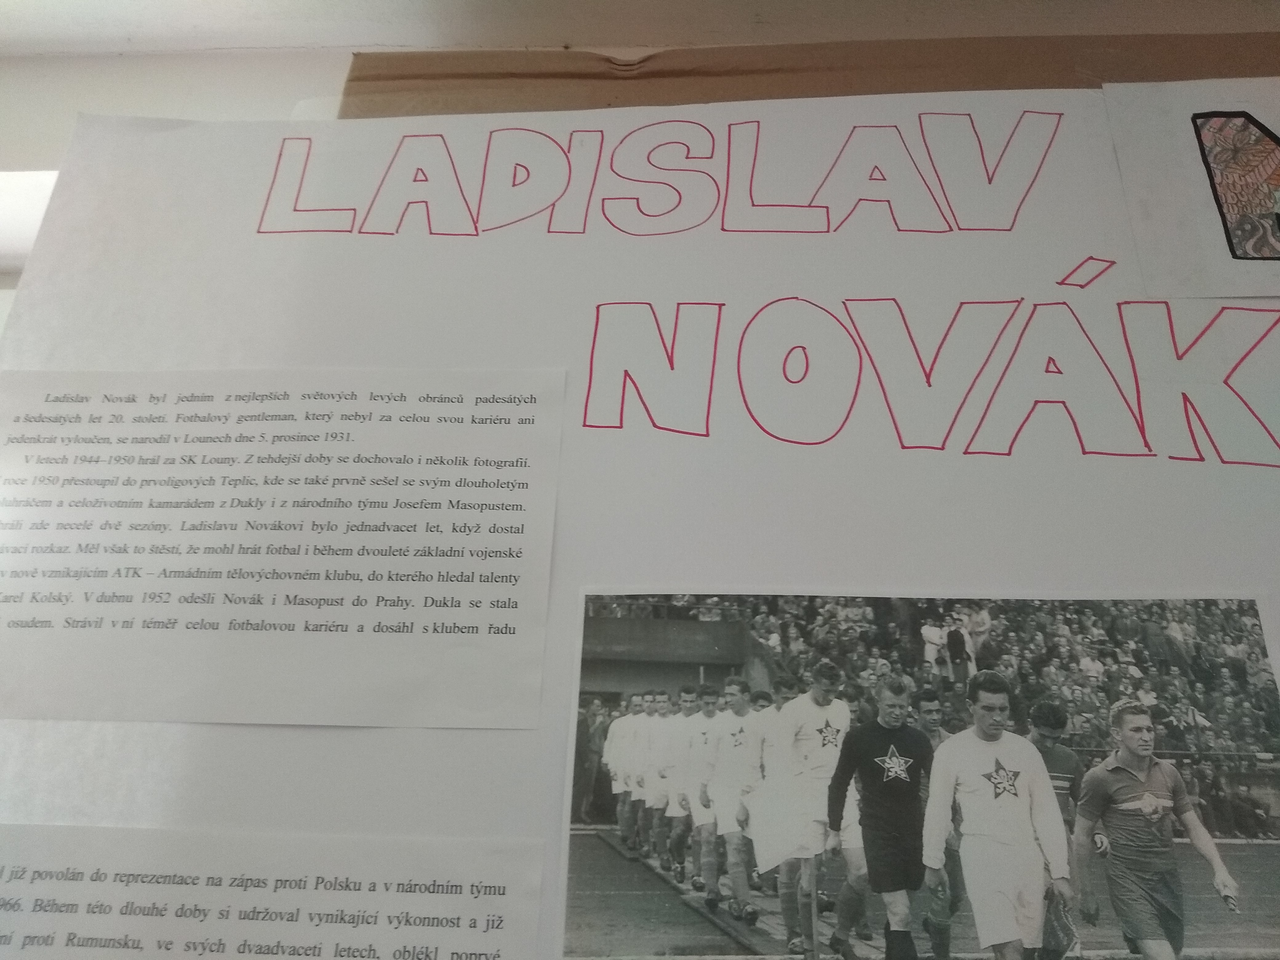 LADISLAV
NOVÁK
Ladislav Novák byl jedním z nejlepších světových levých obránců padesátých
a šedesátých let 20. století. Fotbalový gentleman, který nebyl za celou svou kariéru ani
jedenkrát vyloučen, se narodil v Lounech dne 5. prosince 1931.
V letech 1944–1950 hrál za SK Louny. Z tehdejší doby se dochovalo i několik fotografií.
roce 1950 přestoupil do prvoligových Teplic, kde se také prvně sešel se svým dlouholetým
a celoživotním kamarádem z Dukly i z národního týmu Josefem Masopustem.
zde necelé dvě sezóny. Ladislavu Novákovi bylo jednadvacet let, když dostal
rozkaz. Měl však to štěstí, že mohl hrát fotbal i během dvouleté základní vojenské
v nově vznikajícím ATK – Armádním tělovýchovném klubu, do kterého hledal talenty
Karel Kolský. V dubnu 1952 odešli Novák i Masopust do Prahy. Dukla se stala
osudem. Strávil v ní téměř celou fotbalovou kariéru a dosáhl s klubem řadu
již povolán do reprezentace na zápas proti Polsku a v národním týmu
966. Během této dlouhé doby si udržoval vynikající výkonnost a již
proti Rumunsku, ve svých dvaadvaceti letech, oblékl poprvé